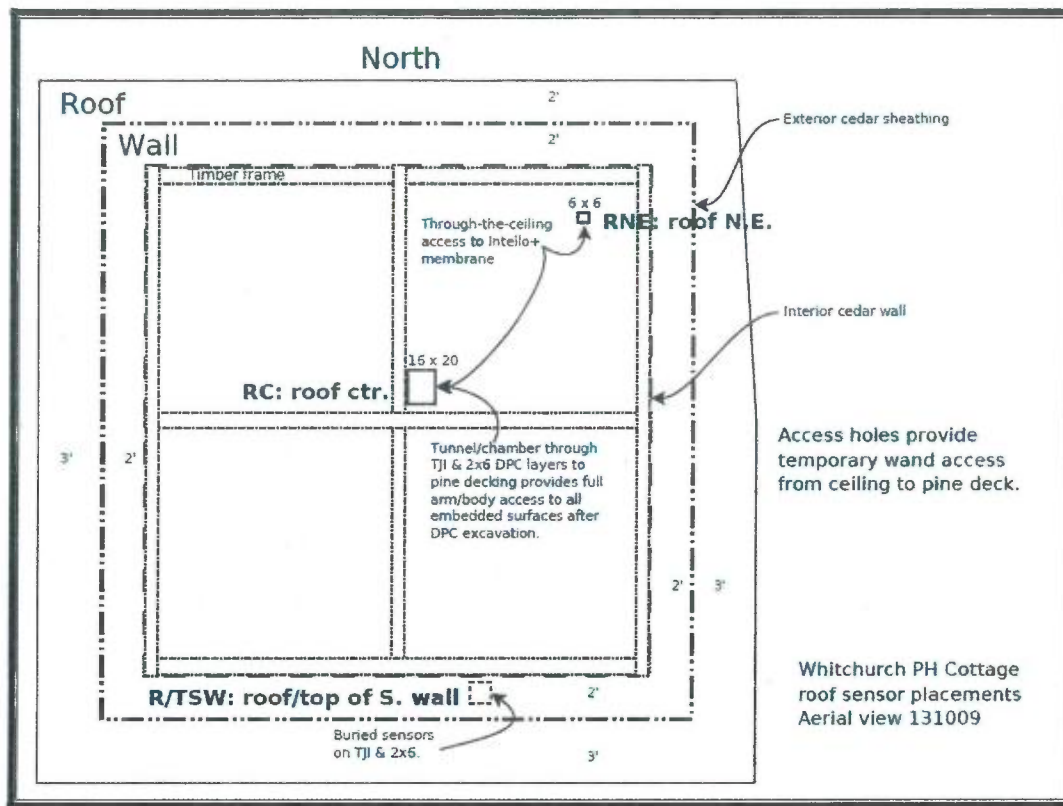 North
Roof
2'
Exterior cedar sheathing
Wall
2'
Timber frame
6 x 6
Through-the-ceiling
access to Intello+
membrane
RNE: roof N.E.
Interior cedar wall
16 x 20
RC: roof ctr.
3'
2'
Tunnel/chamber through
TJI & 2x6 DPC layers to
pine decking provides full
arm/body access to all
embedded surfaces after
DPC excavation.
Access holes provide
temporary wand access
from ceiling to pine deck.
2'
3'
R/TSW: roof/top of S. wall
2'
Buried sensors
on TJI & 2x6.
3'
Whitchurch PH Cottage
roof sensor placements
Aerial view 131009